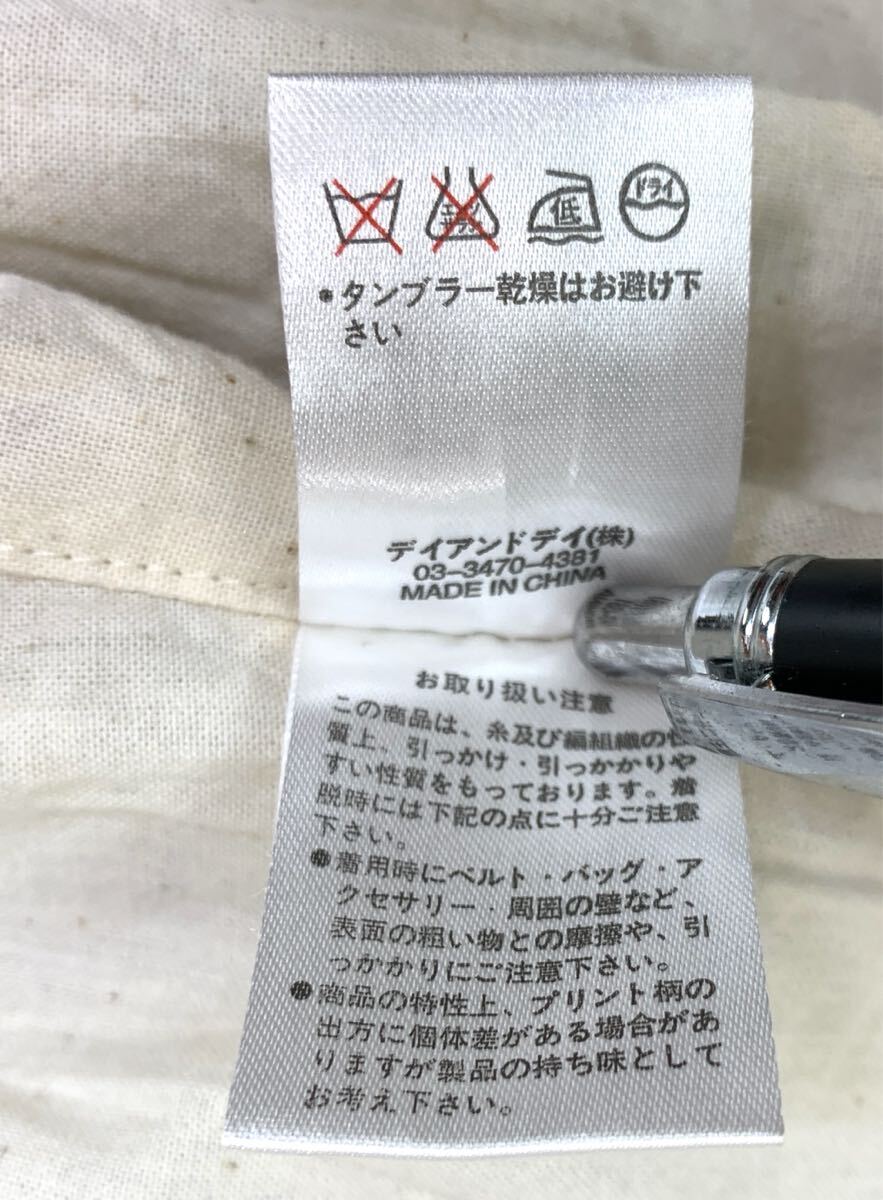 エンソサラシ
低
ドライ
•タンブラー乾燥はお避け下
さい
デイアンドデイ(株)
03-3470-4381
MADE IN CHINA
お取り扱い注意
この商品は、糸及び編組織の性
質上、引っかけ・引っかかりや
すい性質をもっております。着
脱時には下記の点に十分ご注意
下さい。
●着用時にベルト・バッグ・ア
クセサリー・周囲の壁など、
表面の粗い物との摩擦や、引
っかかりにご注意下さい。
●商品の特性上、プリント柄の
出方に個体差がある場合があ
りますが製品の持ち味として
お考え下さい。